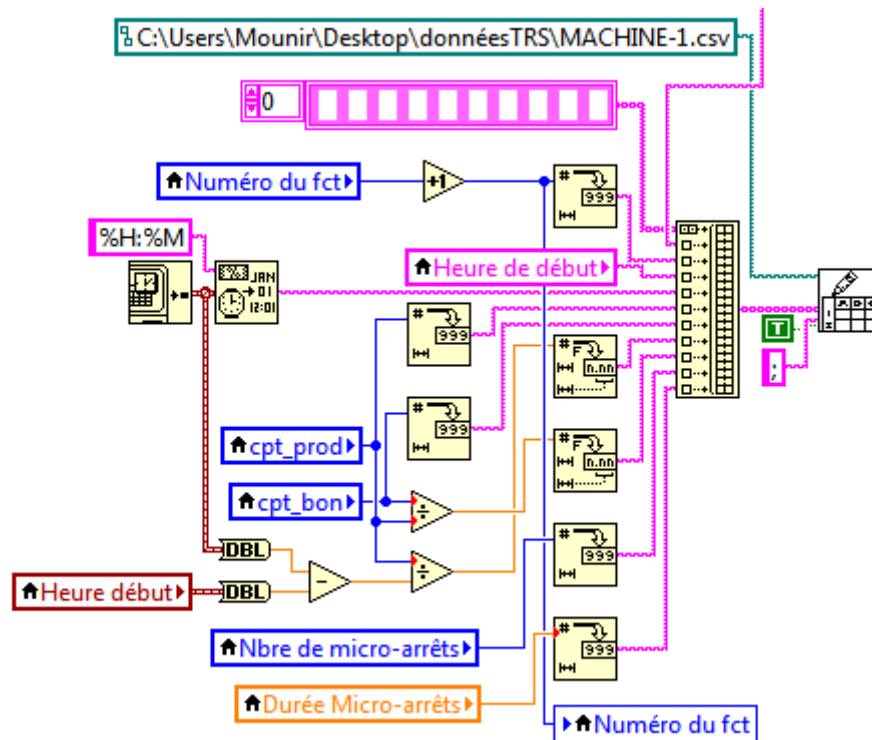 C:\Users\Mounir\Desktop\donnéesTRS\MACHINE-1.csv
0
Numéro du fct
+1
#
999
%H:%M
Heure de début
JAN
01
12:01
T
;
#
999
#
F
n.nn
#
999
#
F
n.nn
cpt_prod
cpt_bon
÷
#
999
DBL
÷
Heure début
DBL
-
Nbre de micro-arrêts
#
999
Durée Micro-arrêts
Numéro du fct